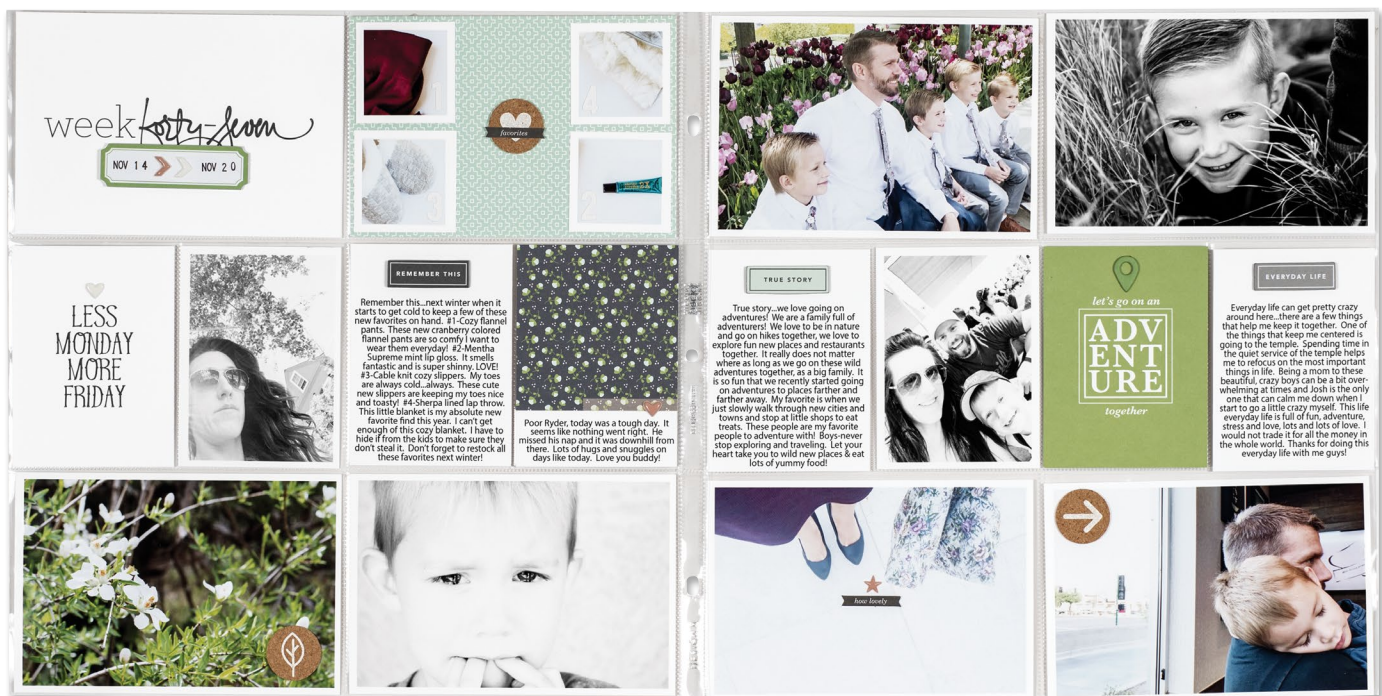 week forty-seven
NOV 14 NOV 20
1
4
favorites
3
2
LESS
MONDAY
MORE
FRIDAY
REMEMBER THIS
Remember this...next winter when it
starts to get cold to keep a few of these
new favorites on hand. #1-Cozy flannel
pants. These new cranberry colored
flannel pants are so comfy I want to
wear them everyday! #2-Mentha
Supreme mint lip gloss. It smells
fantastic and is super shinny. LOVE!
#3-Cable knit cozy slippers. My toes
are always cold...always. These cute
new slippers are keeping my toes nice
and toasty! #4-Sherpa lined lap throw.
This little blanket is my absolute new
favorite find this year. I can't get
enough of this cozy blanket. I have to
hide if from the kids to make sure they
don't steal it. Don't forget to restock all
these favorites next winter!
Poor Ryder, today was a tough day. It
seems like nothing went right. He
missed his nap and it was downhill from
there. Lots of hugs and snuggles on
days like today. Love you buddy!
TRUE STORY
True story...we love going on
adventures! We are a family full of
adventurers! We love to be in nature
and go on hikes together, we love to
explore fun new places and restaurants
together. It really does not matter
where as long as we go on these wild
adventures together, as a big family. It
is so fun that we recently started going
on adventures to places farther and
farther away. My favorite is when we
just slowly walk through new cities and
towns and stop at little shops to eat
treats. These people are my favorite
people to adventure with! Boys-never
stop exploring and traveling. Let your
heart take you to wild new places & eat
lots of yummy food!
let's go on an
ADV
ENT
URE
together
EVERYDAY LIFE
Everyday life can get pretty crazy
around here...there are a few things
that help me keep it together. One of
the things that keep me centered is
going to the temple. Spending time in
the quiet service of the temple helps
me to refocus on the most important
things in life. Being a mom to these
beautiful, crazy boys can be a bit over-
whelming at times and Josh is the only
one that can calm me down when I
start to go a little crazy myself. This life
everyday life is full of fun, adventure,
stress and love, lots and lots of love. I
would not trade it for all the money in
the whole world. Thanks for doing this
everyday life with me guys!
how lovely